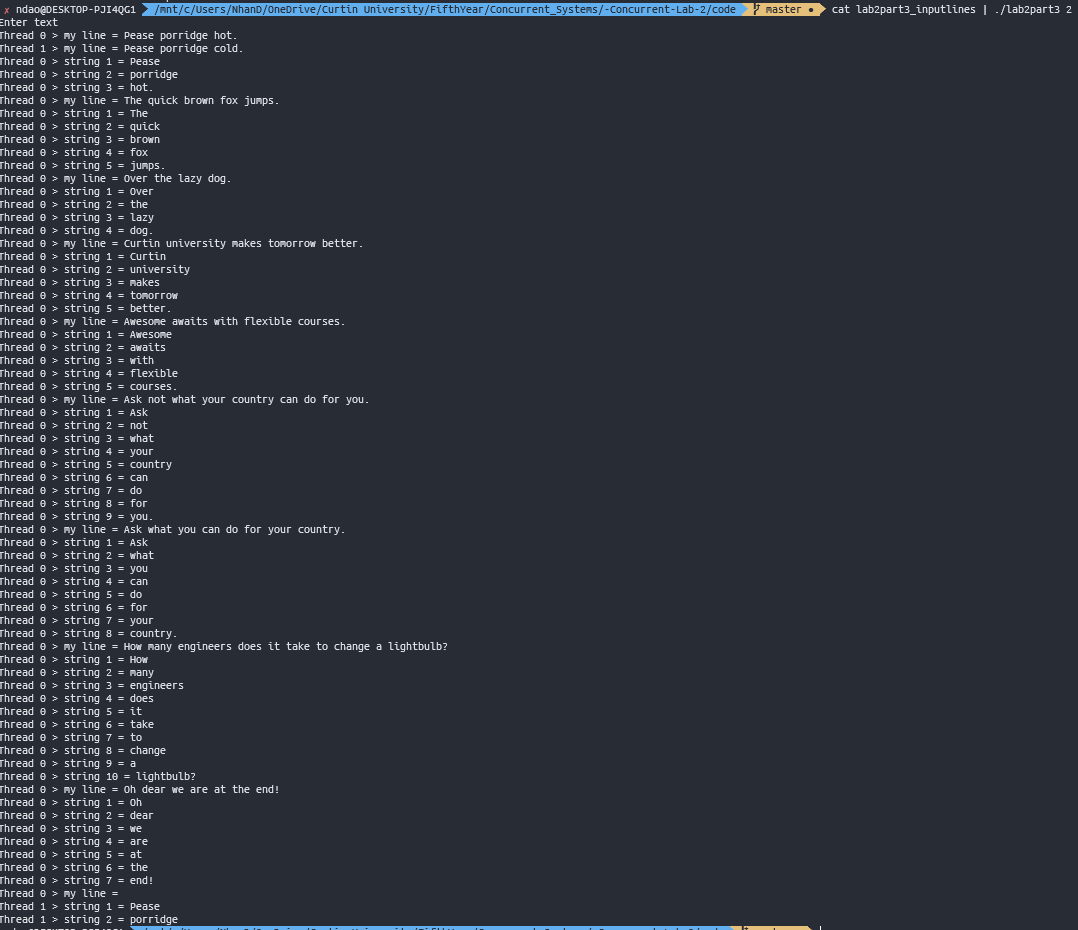 ✗ ndao@DESKTOP-PJI4QG1 /mnt/c/Users/NhanD/OneDrive/Curtin University/FifthYear/Concurrent_Systems/-Concurrent-Lab-2/code master ● cat lab2part3_inputlines | ./lab2part3 2
Enter text
Thread 0 > my line = Pease porridge hot.
Thread 1 > my line = Pease porridge cold.
Thread 0 > string 1 = Pease
Thread 0 > string 2 = porridge
Thread 0 > string 3 = hot.
Thread 0 > my line = The quick brown fox jumps.
Thread 0 > string 1 = The
Thread 0 > string 2 = quick
Thread 0 > string 3 = brown
Thread 0 > string 4 = fox
Thread 0 > string 5 = jumps.
Thread 0 > my line = Over the lazy dog.
Thread 0 > string 1 = Over
Thread 0 > string 2 = the
Thread 0 > string 3 = lazy
Thread 0 > string 4 = dog.
Thread 0 > my line = Curtin university makes tomorrow better.
Thread 0 > string 1 = Curtin
Thread 0 > string 2 = university
Thread 0 > string 3 = makes
Thread 0 > string 4 = tomorrow
Thread 0 > string 5 = better.
Thread 0 > my line = Awesome awaits with flexible courses.
Thread 0 > string 1 = Awesome
Thread 0 > string 2 = awaits
Thread 0 > string 3 = with
Thread 0 > string 4 = flexible
Thread 0 > string 5 = courses.
Thread 0 > my line = Ask not what your country can do for you.
Thread 0 > string 1 = Ask
Thread 0 > string 2 = not
Thread 0 > string 3 = what
Thread 0 > string 4 = your
Thread 0 > string 5 = country
Thread 0 > string 6 = can
Thread 0 > string 7 = do
Thread 0 > string 8 = for
Thread 0 > string 9 = you.
Thread 0 > my line = Ask what you can do for your country.
Thread 0 > string 1 = Ask
Thread 0 > string 2 = what
Thread 0 > string 3 = you
Thread 0 > string 4 = can
Thread 0 > string 5 = do
Thread 0 > string 6 = for
Thread 0 > string 7 = your
Thread 0 > string 8 = country.
Thread 0 > my line = How many engineers does it take to change a lightbulb?
Thread 0 > string 1 = How
Thread 0 > string 2 = many
Thread 0 > string 3 = engineers
Thread 0 > string 4 = does
Thread 0 > string 5 = it
Thread 0 > string 6 = take
Thread 0 > string 7 = to
Thread 0 > string 8 = change
Thread 0 > string 9 = a
Thread 0 > string 10 = lightbulb?
Thread 0 > my line = Oh dear we are at the end!
Thread 0 > string 1 = Oh
Thread 0 > string 2 = dear
Thread 0 > string 3 = we
Thread 0 > string 4 = are
Thread 0 > string 5 = at
Thread 0 > string 6 = the
Thread 0 > string 7 = end!
Thread 0 > my line =
Thread 1 > string 1 = Pease
Thread 1 > string 2 = porridge